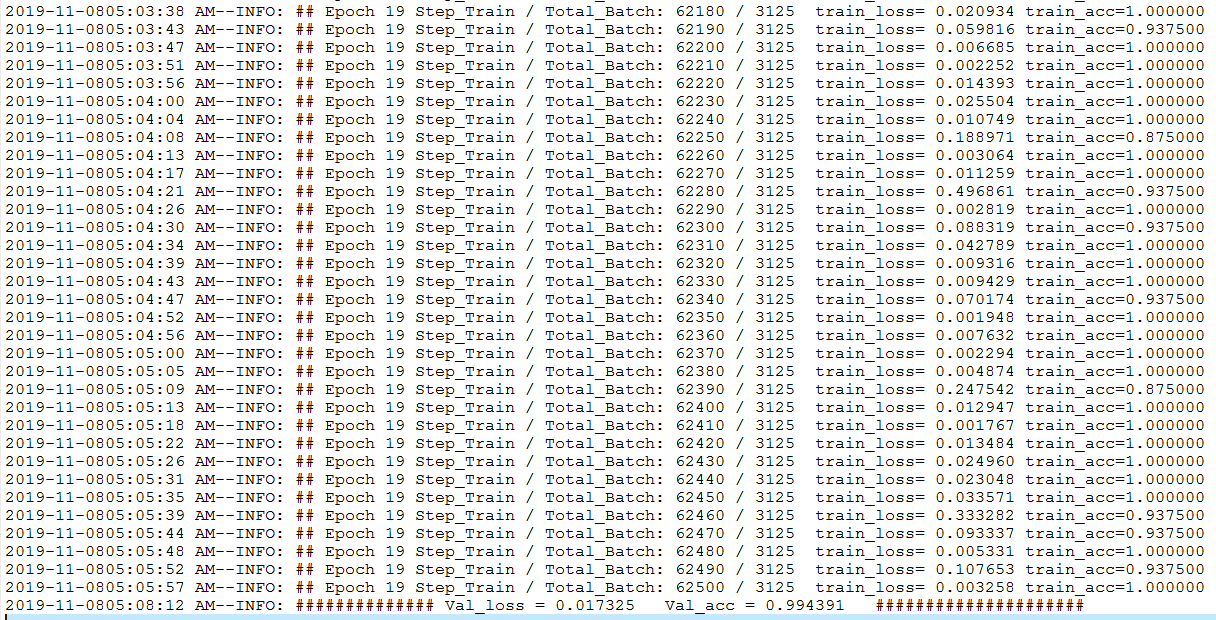 2019-11-0805:03:38 AM--INFO: ## Epoch 19 Step_Train / Total_Batch: 62180 / 3125  train_loss= 0.020934 train_acc=1.000000
2019-11-0805:03:43 AM--INFO: ## Epoch 19 Step_Train / Total_Batch: 62190 / 3125  train_loss= 0.059816 train_acc=0.937500
2019-11-0805:03:47 AM--INFO: ## Epoch 19 Step_Train / Total_Batch: 62200 / 3125  train_loss= 0.006685 train_acc=1.000000
2019-11-0805:03:51 AM--INFO: ## Epoch 19 Step_Train / Total_Batch: 62210 / 3125  train_loss= 0.002252 train_acc=1.000000
2019-11-0805:03:56 AM--INFO: ## Epoch 19 Step_Train / Total_Batch: 62220 / 3125  train_loss= 0.014393 train_acc=1.000000
2019-11-0805:04:00 AM--INFO: ## Epoch 19 Step_Train / Total_Batch: 62230 / 3125  train_loss= 0.025504 train_acc=1.000000
2019-11-0805:04:04 AM--INFO: ## Epoch 19 Step_Train / Total_Batch: 62240 / 3125  train_loss= 0.010749 train_acc=1.000000
2019-11-0805:04:08 AM--INFO: ## Epoch 19 Step_Train / Total_Batch: 62250 / 3125  train_loss= 0.188971 train_acc=0.875000
2019-11-0805:04:13 AM--INFO: ## Epoch 19 Step_Train / Total_Batch: 62260 / 3125  train_loss= 0.003064 train_acc=1.000000
2019-11-0805:04:17 AM--INFO: ## Epoch 19 Step_Train / Total_Batch: 62270 / 3125  train_loss= 0.011259 train_acc=1.000000
2019-11-0805:04:21 AM--INFO: ## Epoch 19 Step_Train / Total_Batch: 62280 / 3125  train_loss= 0.496861 train_acc=0.937500
2019-11-0805:04:26 AM--INFO: ## Epoch 19 Step_Train / Total_Batch: 62290 / 3125  train_loss= 0.002819 train_acc=1.000000
2019-11-0805:04:30 AM--INFO: ## Epoch 19 Step_Train / Total_Batch: 62300 / 3125  train_loss= 0.088319 train_acc=0.937500
2019-11-0805:04:34 AM--INFO: ## Epoch 19 Step_Train / Total_Batch: 62310 / 3125  train_loss= 0.042789 train_acc=1.000000
2019-11-0805:04:39 AM--INFO: ## Epoch 19 Step_Train / Total_Batch: 62320 / 3125  train_loss= 0.009316 train_acc=1.000000
2019-11-0805:04:43 AM--INFO: ## Epoch 19 Step_Train / Total_Batch: 62330 / 3125  train_loss= 0.009429 train_acc=1.000000
2019-11-0805:04:47 AM--INFO: ## Epoch 19 Step_Train / Total_Batch: 62340 / 3125  train_loss= 0.070174 train_acc=0.937500
2019-11-0805:04:52 AM--INFO: ## Epoch 19 Step_Train / Total_Batch: 62350 / 3125  train_loss= 0.001948 train_acc=1.000000
2019-11-0805:04:56 AM--INFO: ## Epoch 19 Step_Train / Total_Batch: 62360 / 3125  train_loss= 0.007632 train_acc=1.000000
2019-11-0805:05:00 AM--INFO: ## Epoch 19 Step_Train / Total_Batch: 62370 / 3125  train_loss= 0.002294 train_acc=1.000000
2019-11-0805:05:05 AM--INFO: ## Epoch 19 Step_Train / Total_Batch: 62380 / 3125  train_loss= 0.004874 train_acc=1.000000
2019-11-0805:05:09 AM--INFO: ## Epoch 19 Step_Train / Total_Batch: 62390 / 3125  train_loss= 0.247542 train_acc=0.875000
2019-11-0805:05:13 AM--INFO: ## Epoch 19 Step_Train / Total_Batch: 62400 / 3125  train_loss= 0.012947 train_acc=1.000000
2019-11-0805:05:18 AM--INFO: ## Epoch 19 Step_Train / Total_Batch: 62410 / 3125  train_loss= 0.001767 train_acc=1.000000
2019-11-0805:05:22 AM--INFO: ## Epoch 19 Step_Train / Total_Batch: 62420 / 3125  train_loss= 0.013484 train_acc=1.000000
2019-11-0805:05:26 AM--INFO: ## Epoch 19 Step_Train / Total_Batch: 62430 / 3125  train_loss= 0.024960 train_acc=1.000000
2019-11-0805:05:31 AM--INFO: ## Epoch 19 Step_Train / Total_Batch: 62440 / 3125  train_loss= 0.023048 train_acc=1.000000
2019-11-0805:05:35 AM--INFO: ## Epoch 19 Step_Train / Total_Batch: 62450 / 3125  train_loss= 0.033571 train_acc=1.000000
2019-11-0805:05:39 AM--INFO: ## Epoch 19 Step_Train / Total_Batch: 62460 / 3125  train_loss= 0.333282 train_acc=0.937500
2019-11-0805:05:44 AM--INFO: ## Epoch 19 Step_Train / Total_Batch: 62470 / 3125  train_loss= 0.093337 train_acc=0.937500
2019-11-0805:05:48 AM--INFO: ## Epoch 19 Step_Train / Total_Batch: 62480 / 3125  train_loss= 0.005331 train_acc=1.000000
2019-11-0805:05:52 AM--INFO: ## Epoch 19 Step_Train / Total_Batch: 62490 / 3125  train_loss= 0.107653 train_acc=0.937500
2019-11-0805:05:57 AM--INFO: ## Epoch 19 Step_Train / Total_Batch: 62500 / 3125  train_loss= 0.003258 train_acc=1.000000
2019-11-0805:08:12 AM--INFO: ############## Val_loss = 0.017325   Val_acc = 0.994391   #####################